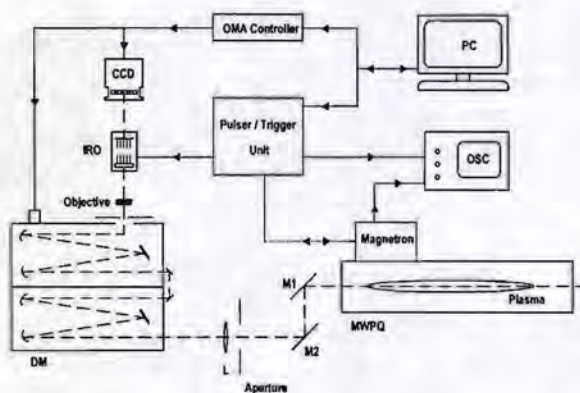 OMA Controller
PC
CCD
Pulser / Trigger
Unit
IRO
OSC
Objective
Magnetron
M1
Plasma
MWPQ
M2
DM
L
Aperture